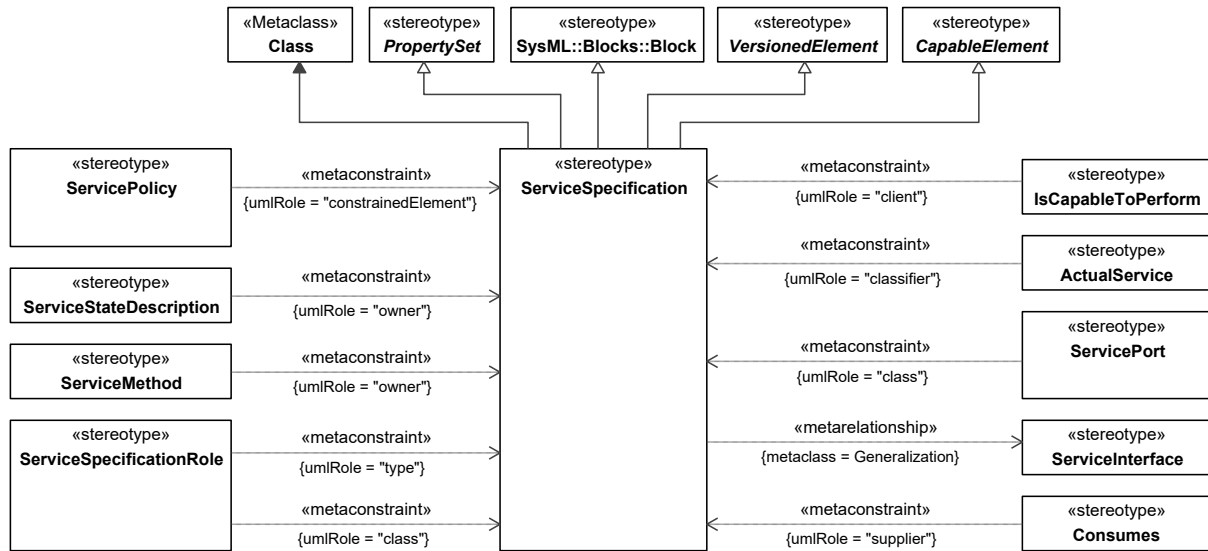 «Metaclass»
Class
«stereotype»
PropertySet
«stereotype»
SysML::Blocks::Block
«stereotype»
VersionedElement
«stereotype»
CapableElement
«stereotype»
ServicePolicy
«metaconstraint»
{umlRole = "constrainedElement"}
«stereotype»
ServiceStateDescription
«metaconstraint»
{umlRole = "owner"}
«stereotype»
ServiceMethod
«metaconstraint»
{umlRole = "owner"}
«stereotype»
ServiceSpecificationRole
«metaconstraint»
{umlRole = "type"}
«metaconstraint»
{umlRole = "class"}
«stereotype»
ServiceSpecification
«metaconstraint»
{umlRole = "client"}
«stereotype»
IsCapableToPerform
«metaconstraint»
{umlRole = "classifier"}
«stereotype»
ActualService
«metaconstraint»
{umlRole = "class"}
«stereotype»
ServicePort
«metarelationship»
{metaclass = Generalization}
«stereotype»
ServiceInterface
«metaconstraint»
{umlRole = "supplier"}
«stereotype»
Consumes